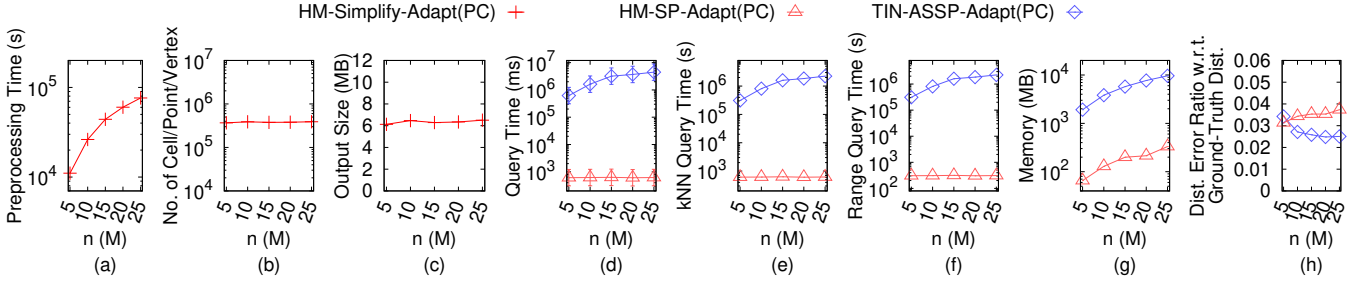 HM-Simplify-Adapt(PC) HM-SP-Adapt(PC) TIN-ASSP-Adapt(PC)
Preprocessing Time (s)
10^5
10^4
5 10 15 20 25
n (M)
(a)
No. of Cell/Point/Vertex
10^7
10^6
10^5
10^4
5 10 15 20 25
n (M)
(b)
Output Size (MB)
12
10
8
6
4
2
0
5 10 15 20 25
n (M)
(c)
Query Time (ms)
10^7
10^6
10^5
10^4
10^3
5 10 15 20 25
n (M)
(d)
kNN Query Time (s)
10^6
10^5
10^4
10^3
5 10 15 20 25
n (M)
(e)
Range Query Time (s)
10^6
10^5
10^4
10^3
10^2
5 10 15 20 25
n (M)
(f)
Memory (MB)
10^4
10^3
10^2
5 10 15 20 25
n (M)
(g)
Dist. Error Ratio w.r.t.
Ground-Truth Dist.
0.06
0.05
0.04
0.03
0.02
0.01
0
5 10 15 20 25
n (M)
(h)